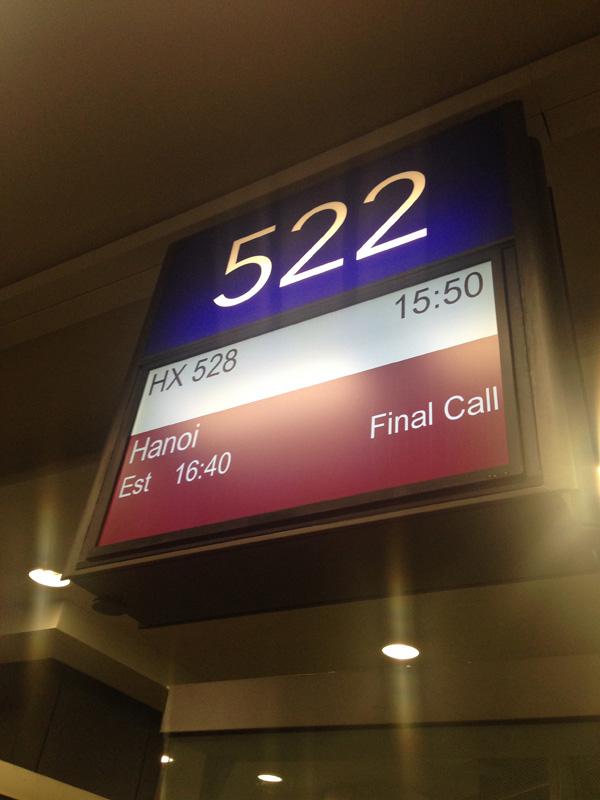 522
HX 528 15:50
Hanoi
Final Call
Est 16:40